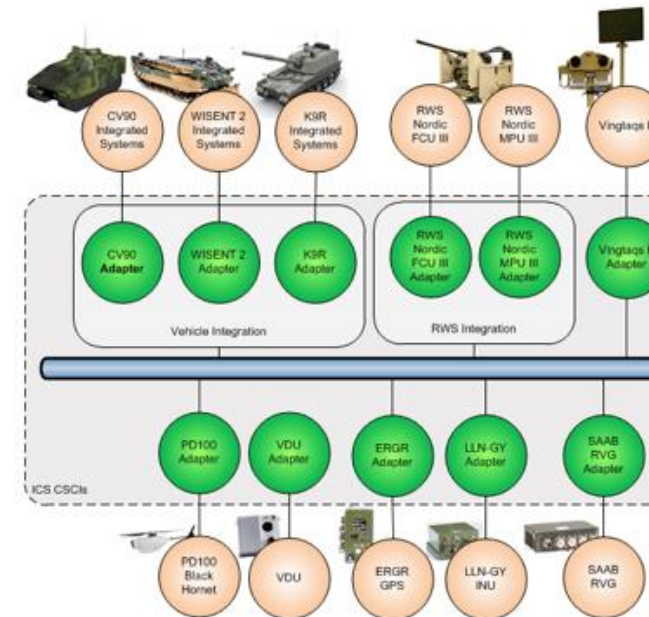 CV90
Integrated
Systems
WISENT 2
Integrated
Systems
K9R
Integrated
Systems
RWS
Nordic
FCU III
RWS
Nordic
MPU III
Vingtaqs I
CV90
Adapter
WISENT 2
Adapter
K9R
Adapter
RWS
Nordic
FCU III
Adapter
RWS
Nordic
MPU III
Adapter
Vingtaqs I
Adapter
Vehicle Integration
RWS Integration
PD100
Adapter
VDU
Adapter
ERGR
Adapter
LLN-GY
Adapter
SAAB
RVG
Adapter
ICS CSCIs
PD100
Black
Hornet
VDU
ERGR
GPS
LLN-GY
INU
SAAB
RVG